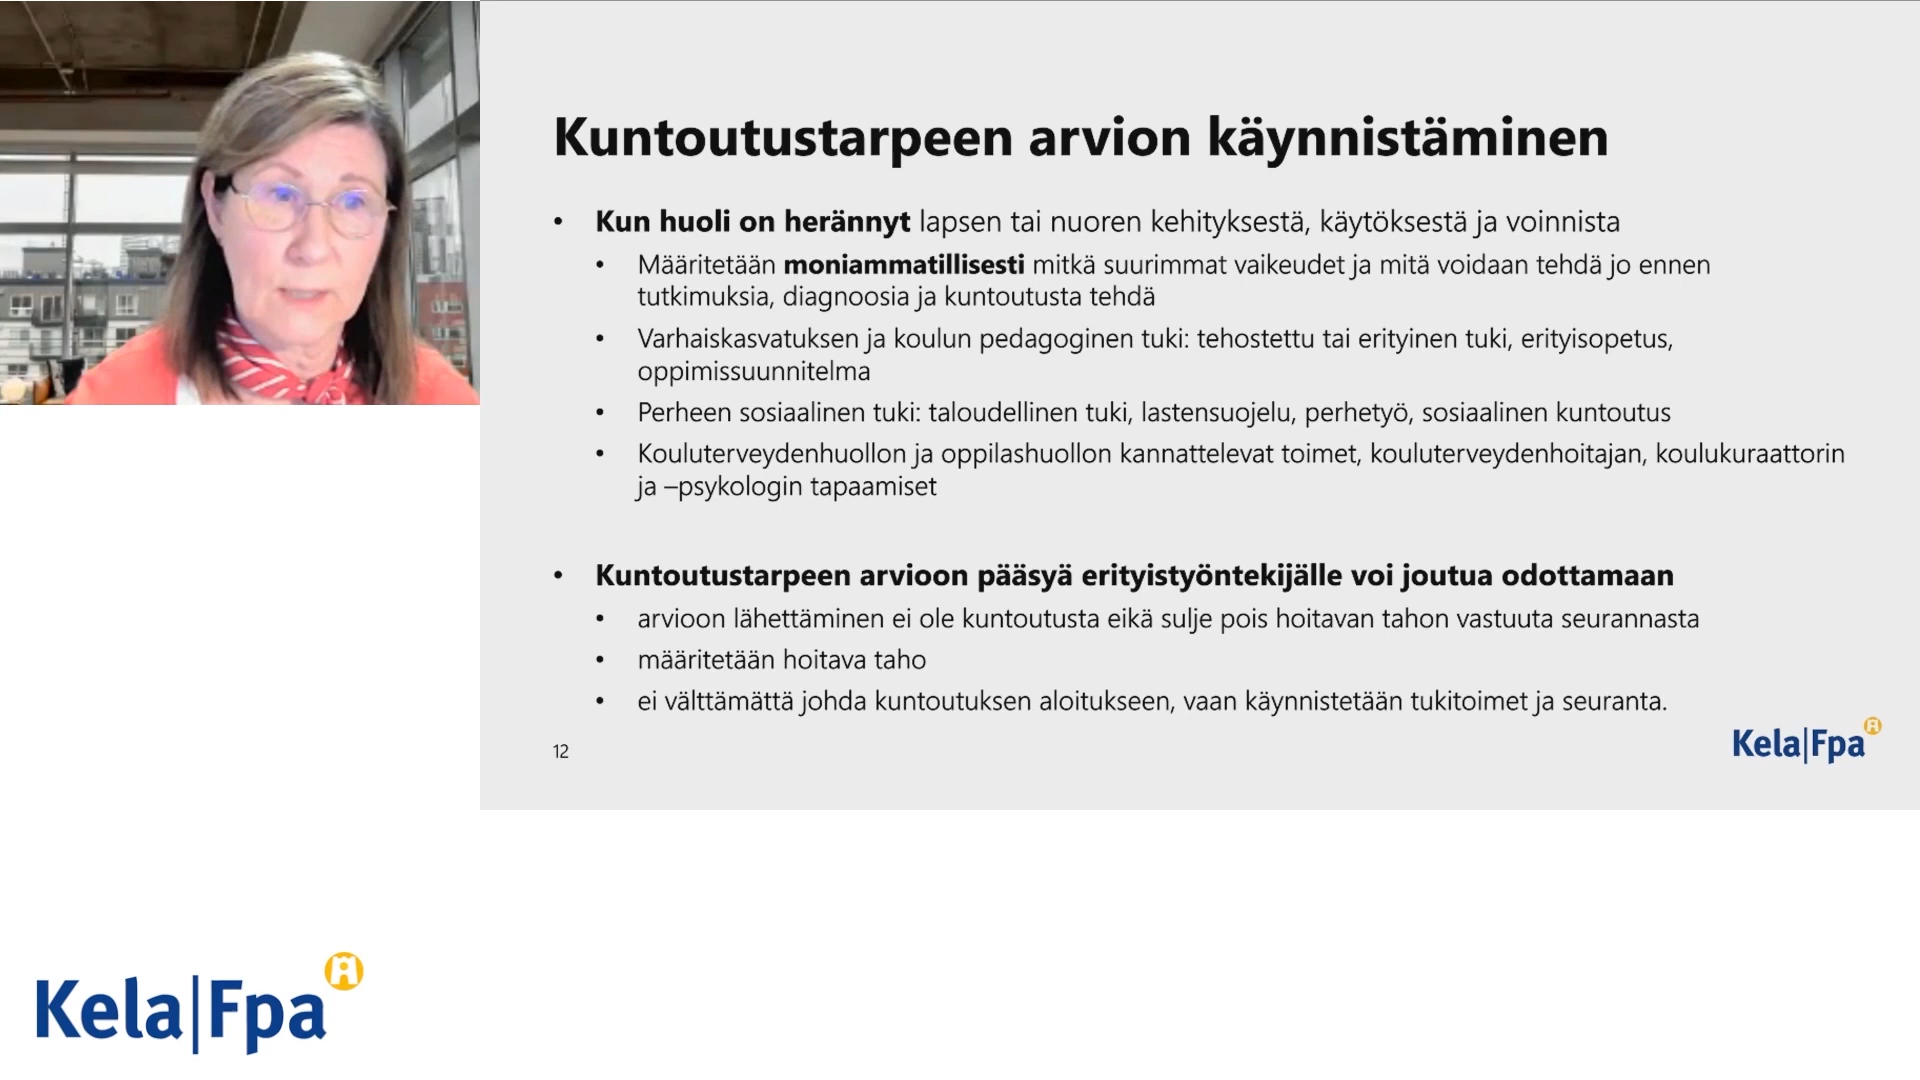 Kuntoutustarpeen arvion käynnistäminen
• Kun huoli on herännyt lapsen tai nuoren kehityksestä, käytöksestä ja voinnista
• Määritetään moniammatillisesti mitkä suurimmat vaikeudet ja mitä voidaan tehdä jo ennen
tutkimuksia, diagnoosia ja kuntoutusta tehdä
• Varhaiskasvatuksen ja koulun pedagoginen tuki: tehostettu tai erityinen tuki, erityisopetus,
oppimissuunnitelma
• Perheen sosiaalinen tuki: taloudellinen tuki, lastensuojelu, perhetyö, sosiaalinen kuntoutus
• Kouluterveydenhuollon ja oppilashuollon kannattelevat toimet, kouluterveydenhoitajan, koulukuraattorin
ja –psykologin tapaamiset
• Kuntoutustarpeen arvioon pääsyä erityistyöntekijälle voi joutua odottamaan
• arvioon lähettäminen ei ole kuntoutusta eikä sulje pois hoitavan tahon vastuuta seurannasta
• määritetään hoitava taho
• ei välttämättä johda kuntoutuksen aloitukseen, vaan käynnistetään tukitoimet ja seuranta.
12
Kela|Fpa
Kela|Fpa